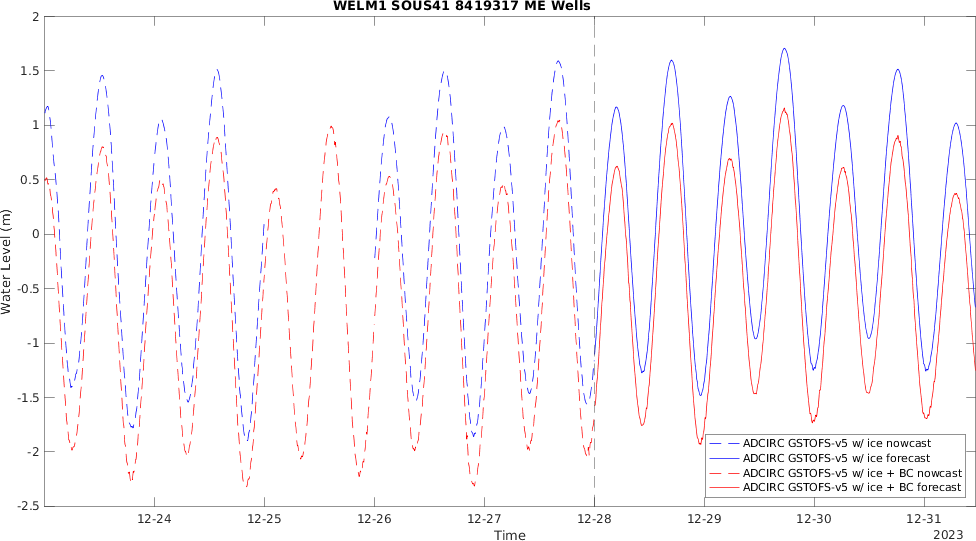 WELM1 SOUS41 8419317 ME Wells
2
1.5
1
0.5
0
-0.5
-1
-1.5
-2
-2.5
Water Level (m)
12-24
12-25
12-26
12-27
12-28
12-29
12-30
12-31
Time
2023
ADCIRC GSTOFS-v5 w/ ice nowcast
ADCIRC GSTOFS-v5 w/ ice forecast
ADCIRC GSTOFS-v5 w/ ice + BC nowcast
ADCIRC GSTOFS-v5 w/ ice + BC forecast